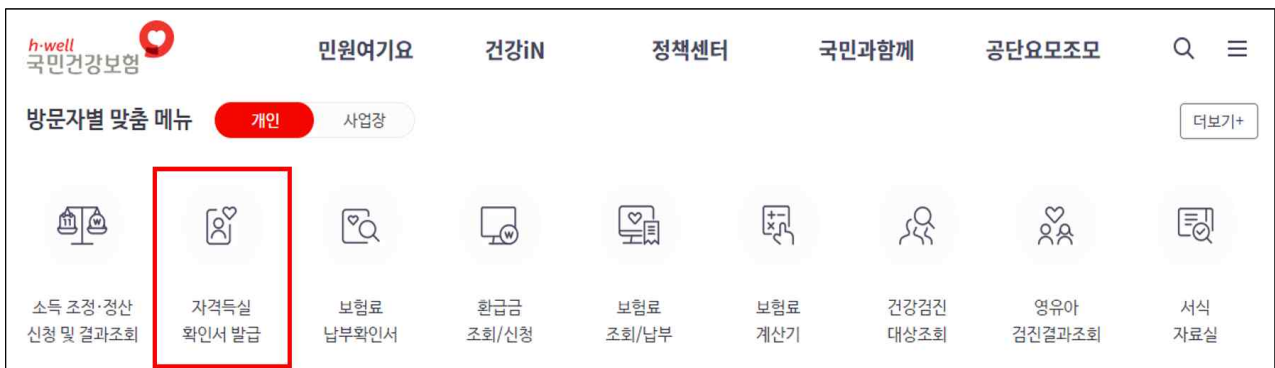 h·well
국민건강보험
민원여기요
건강iN
정책센터
국민과함께
공단요모조모
방문자별 맞춤 메뉴
개인
사업장
더보기+
소득 조정·정산
신청 및 결과조회
자격득실
확인서 발급
보험료
납부확인서
환급금
조회/신청
보험료
조회/납부
보험료
계산기
건강검진
대상조회
영유아
검진결과조회
서식
자료실